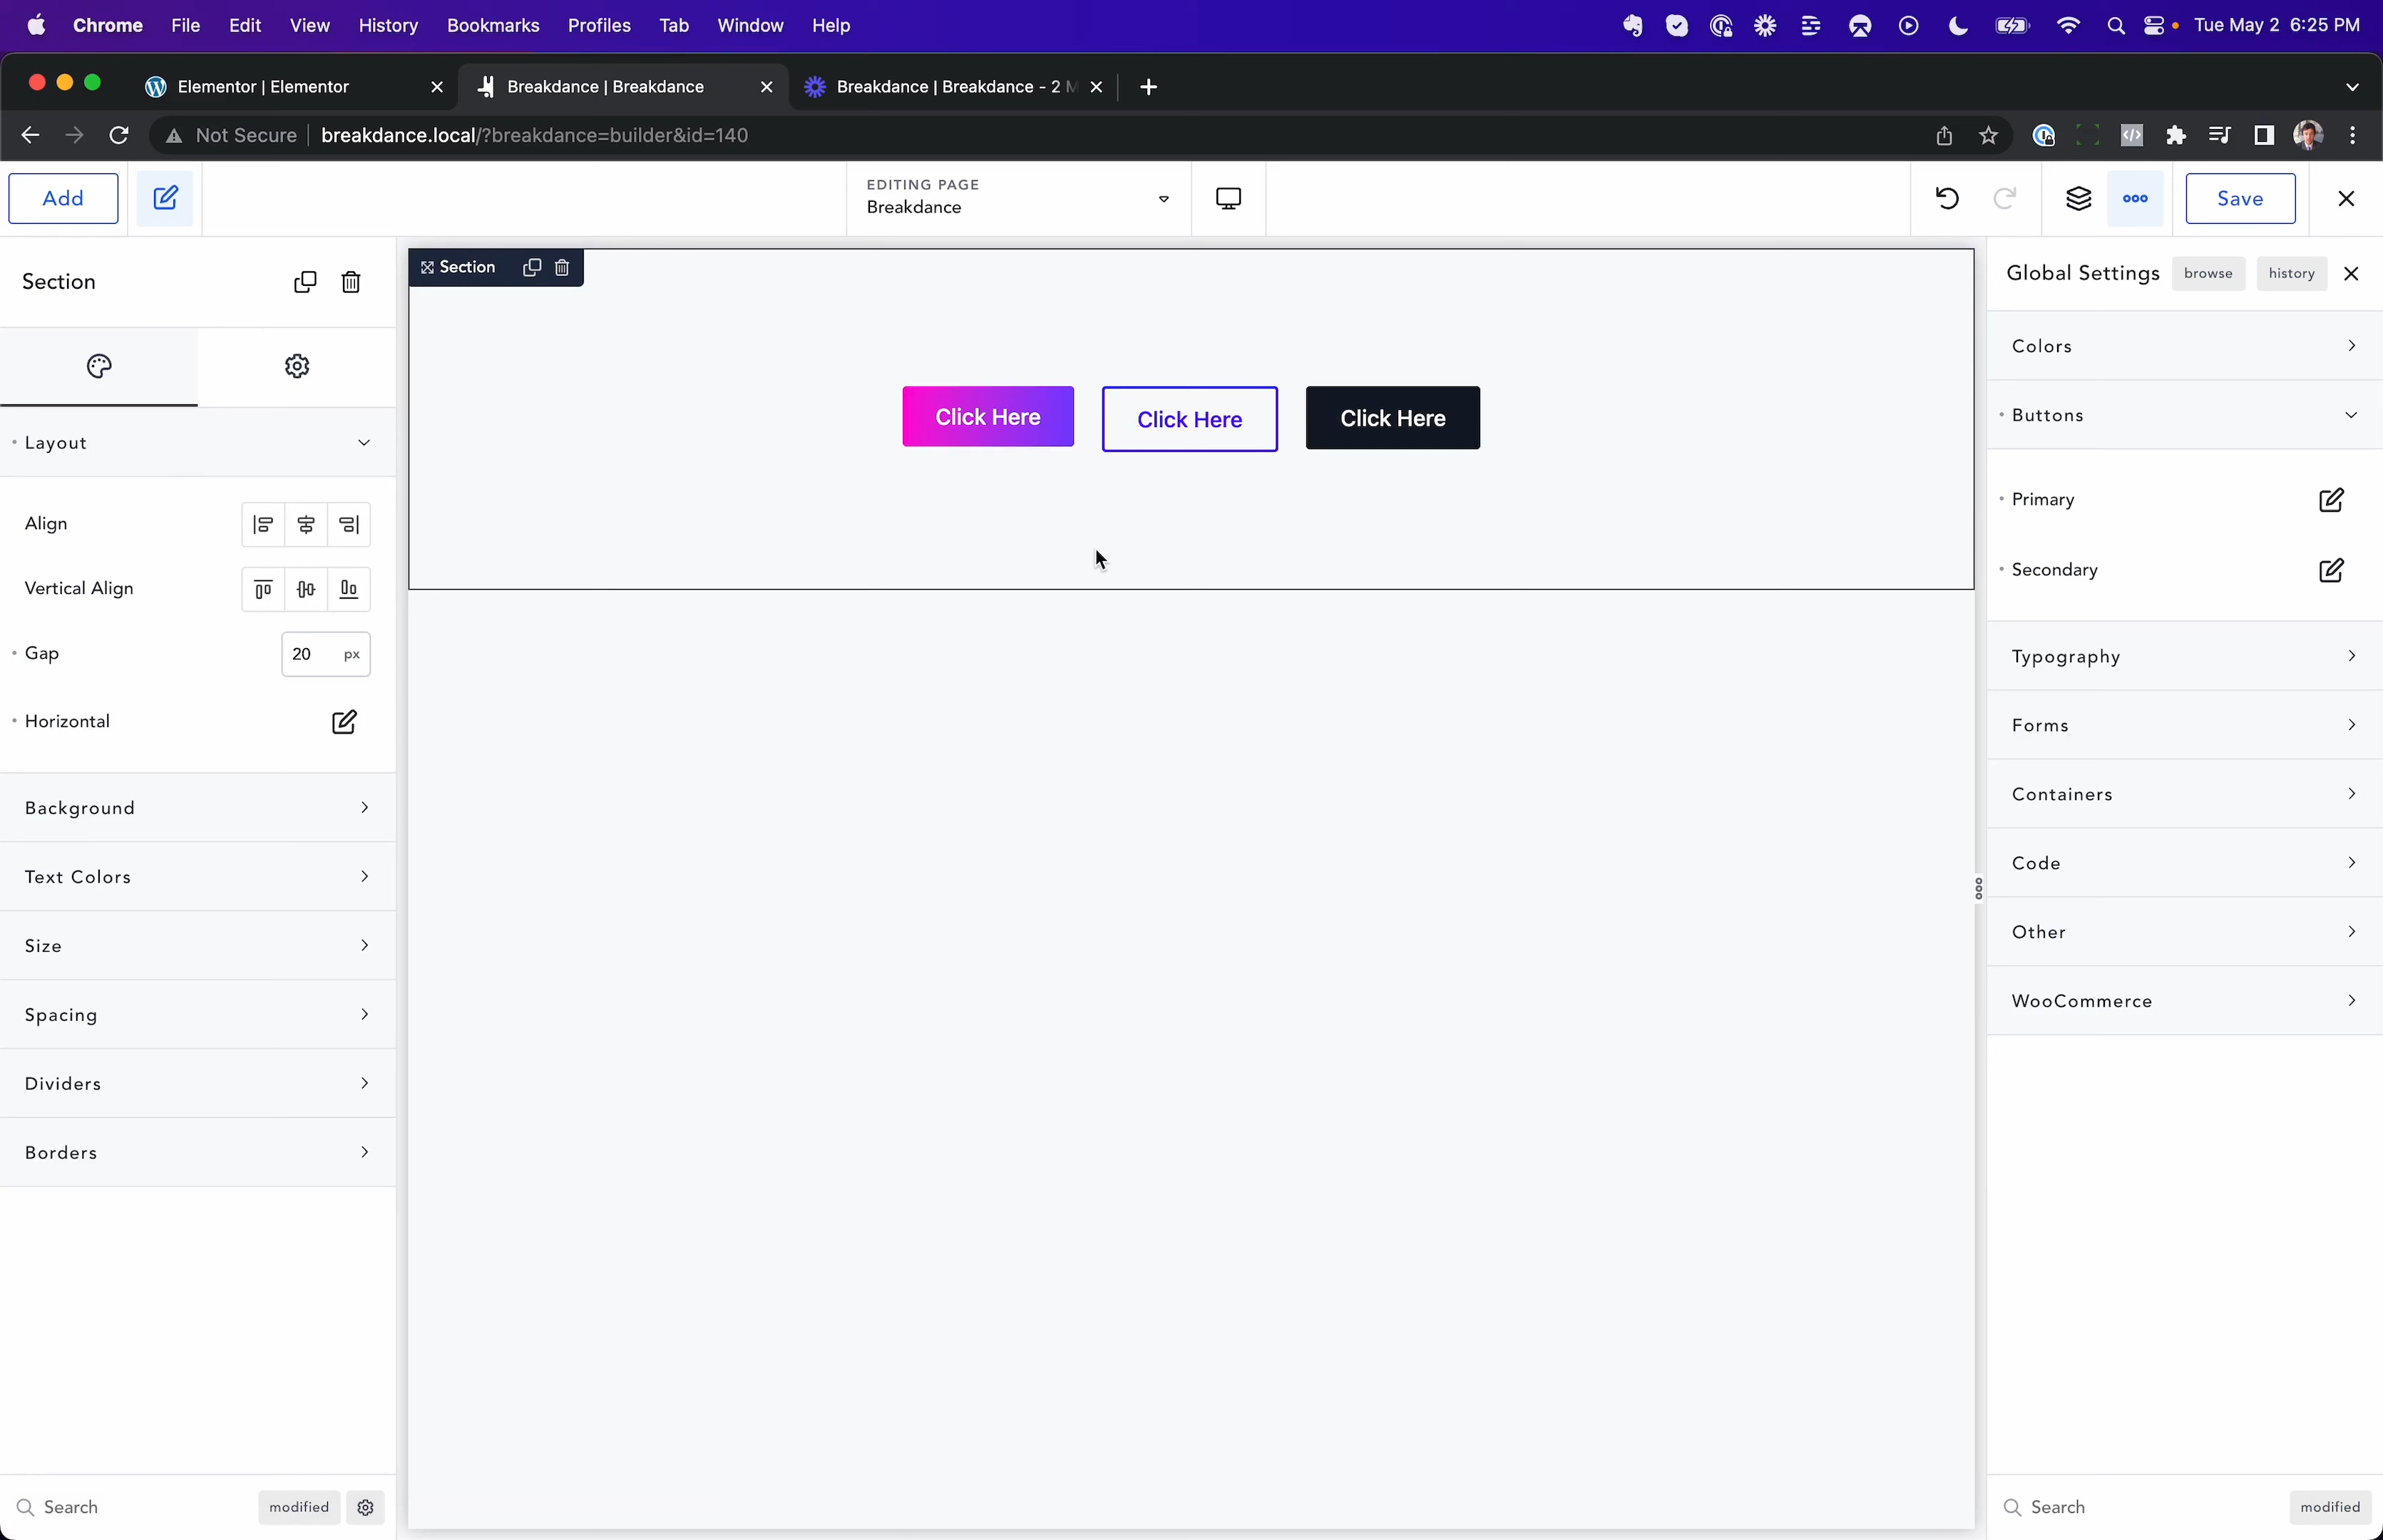 Chrome File Edit View History Bookmarks Profiles Tab Window Help Tue May 2 6:25 PM
Elementor | Elementor Breakdance | Breakdance Breakdance | Breakdance - 2 M
Not Secure breakdance.local/?breakdance=builder&id=140
Add EDITING PAGE Save
Breakdance
Section
Layout
Align
Vertical Align
Gap 20 px
Horizontal
Background
Text Colors
Size
Spacing
Dividers
Borders
Search modified
Section
Click Here Click Here Click Here
Global Settings browse history
Colors
Buttons
Primary
Secondary
Typography
Forms
Containers
Code
Other
WooCommerce
Search modified